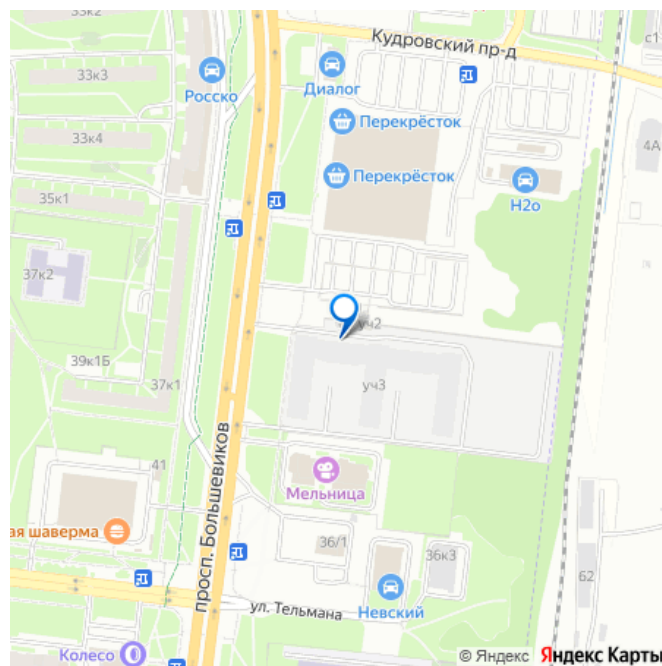 33к2
Кудровский пр-д
с1
33к3
Росско
Диалог
33к4
Перекрёсток
4А
Перекрёсток
Н2о
35к1
37к2
уч2
39к1Б
37к1
уч3
просп. Большевиков
41
Мельница
ая шаверма
36/1
36к3
62
ул. Тельмана
Невский
Колесо
© Яндекс Яндекс Карты